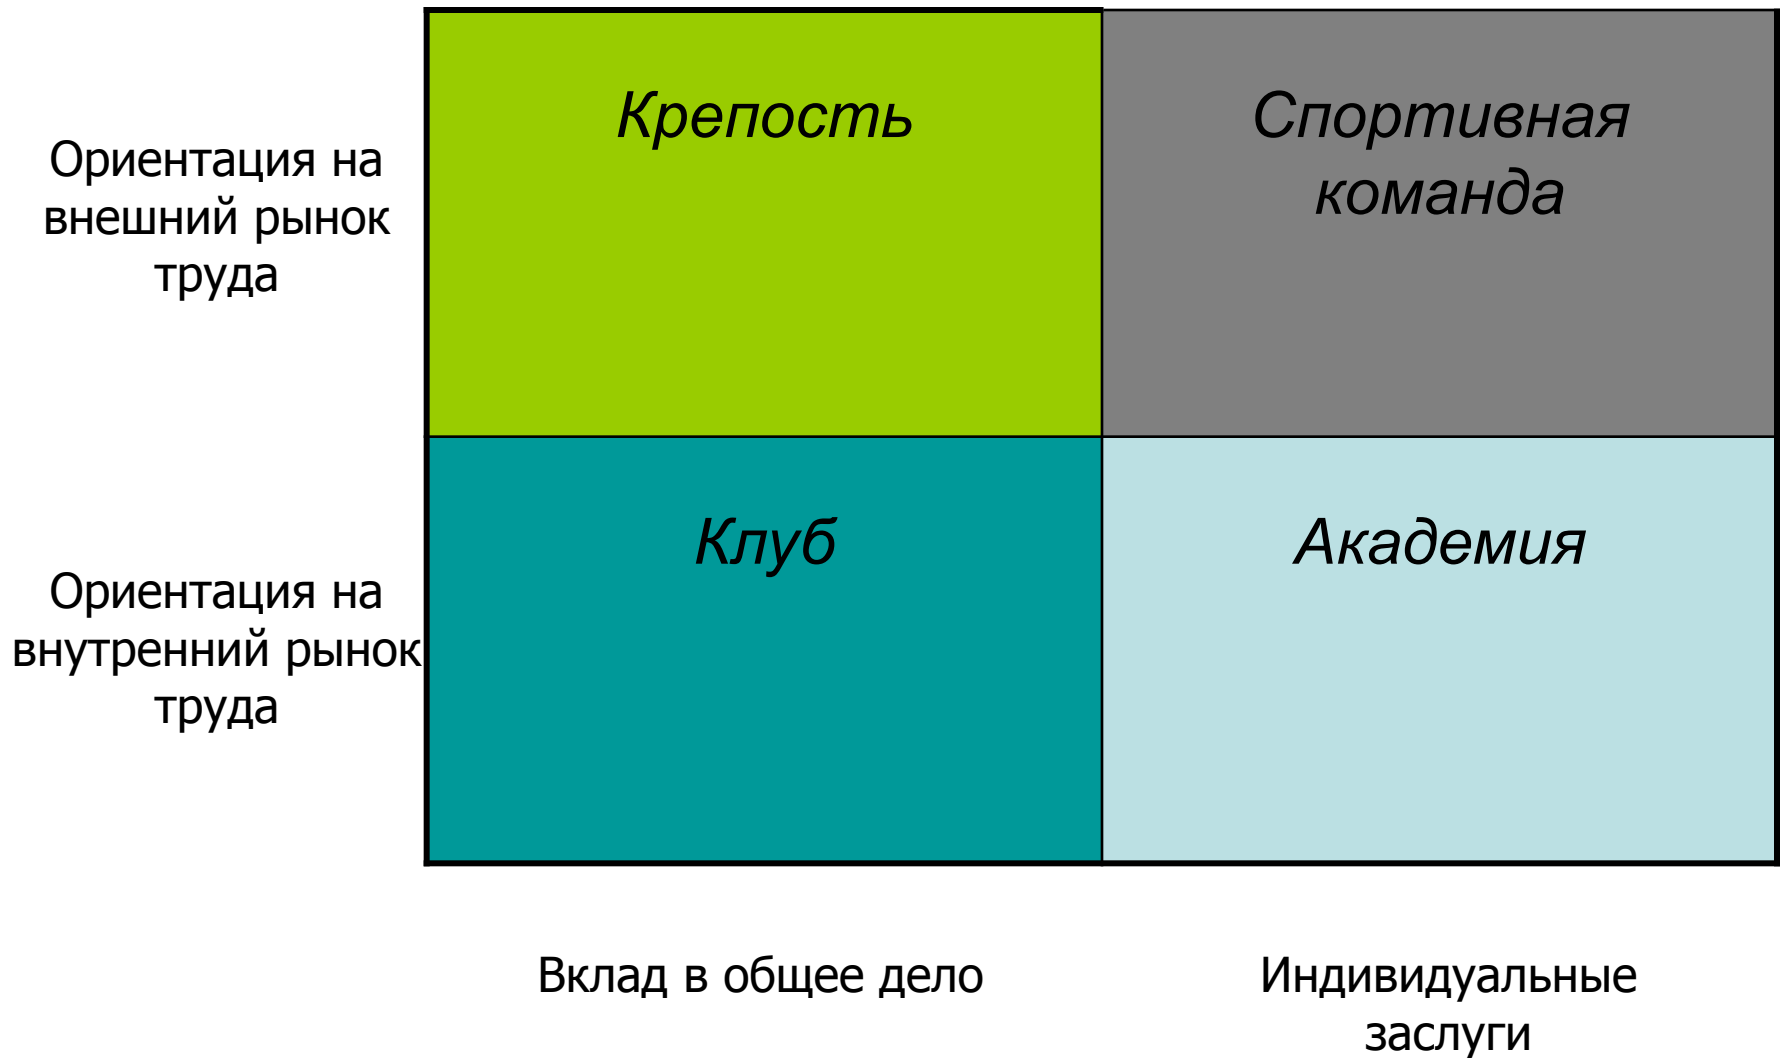 Ориентация на
внешний рынок
труда
Крепость
Спортивная
команда
Ориентация на
внутренний рынок
труда
Клуб
Академия
Вклад в общее дело
Индивидуальные
заслуги